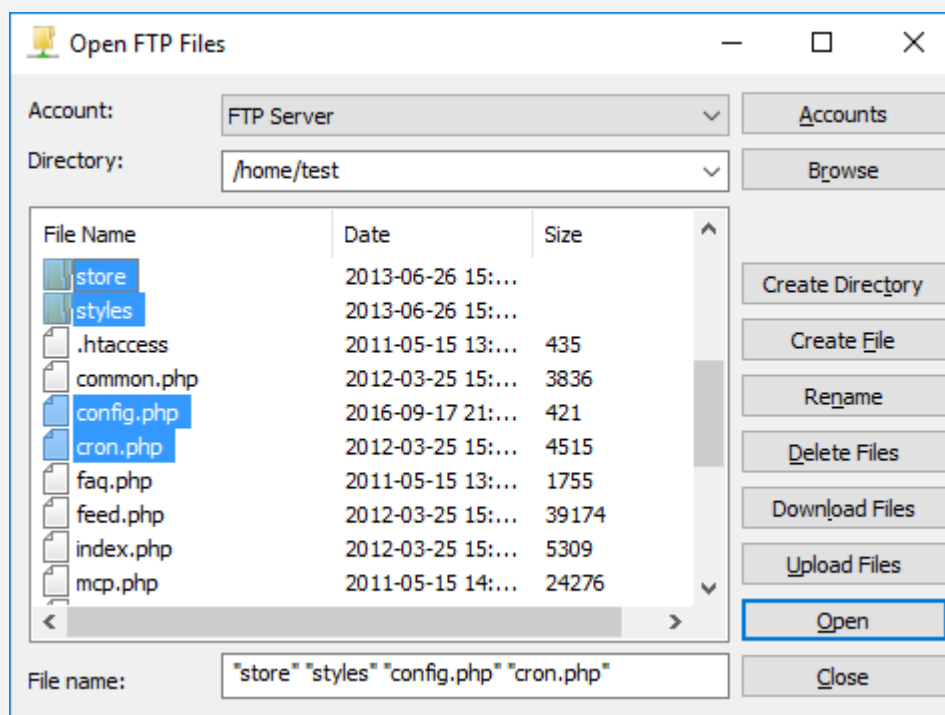 Open FTP Files
Account: FTP Server Accounts
Directory: /home/test Browse
File Name Date Size
store 2013-06-26 15:...
styles 2013-06-26 15:...
.htaccess 2011-05-15 13:... 435
common.php 2012-03-25 15:... 3836
config.php 2016-09-17 21:... 421
cron.php 2012-03-25 15:... 4515
faq.php 2011-05-15 13:... 1755
feed.php 2012-03-25 15:... 39174
index.php 2012-03-25 15:... 5309
mcp.php 2011-05-15 14:... 24276
Create Directory
Create File
Rename
Delete Files
Download Files
Upload Files
Open
File name: "store" "styles" "config.php" "cron.php" Close